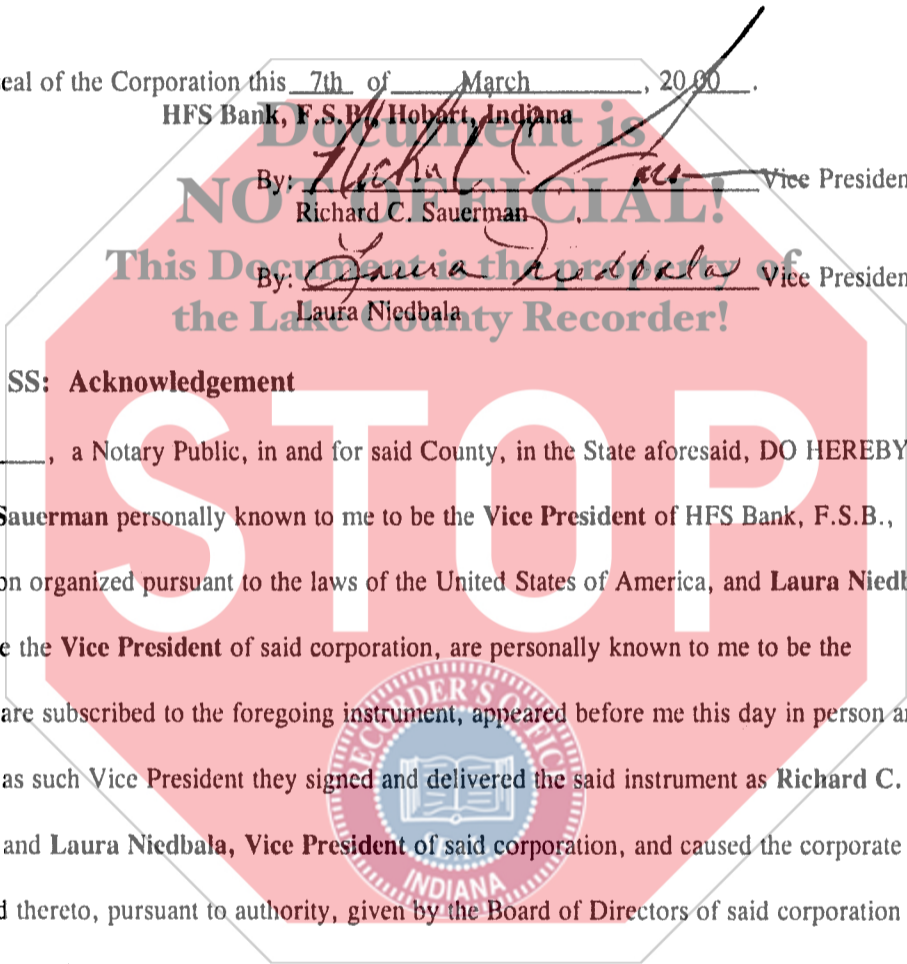 eal of the Corporation this 7th of March, 2000.
HFS Bank, F.S.B., Hobart, Indiana
Document is
By: Vice Presiden
NOT OFFICIAL!
Richard C. Sauerman
This Document is the property of
By: Laura Niedbala Vice Presiden
Laura Niedbala
the Lake County Recorder!
SS: Acknowledgement
STOP
____, a Notary Public, in and for said County, in the State aforesaid, DO HEREBY
Sauerman personally known to me to be the Vice President of HFS Bank, F.S.B.,
on organized pursuant to the laws of the United States of America, and Laura Niedb
e the Vice President of said corporation, are personally known to me to be the
are subscribed to the foregoing instrument, appeared before me this day in person a
as such Vice President they signed and delivered the said instrument as Richard C.
and Laura Niedbala, Vice President of said corporation, and caused the corporate
d thereto, pursuant to authority, given by the Board of Directors of said corporation
RECORDER'S OFFICE
INDIANA